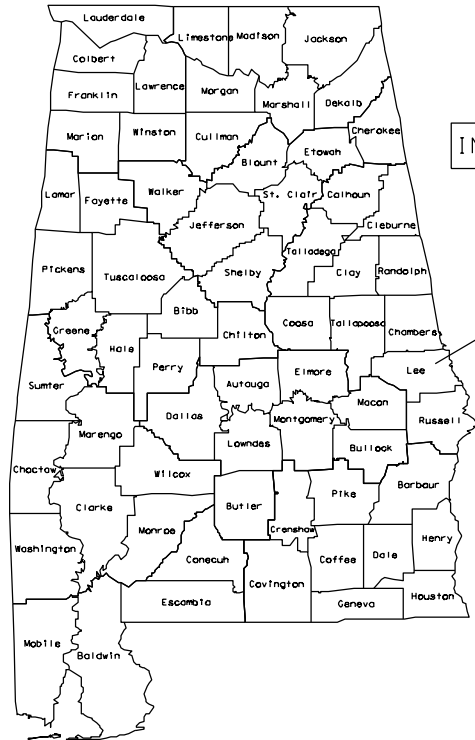 Lauderdale
Limestone
Madison
Jackson
Colbert
Lawrence
Franklin
Morgan
Marshall
Dekalb
Marion
Winston
Cullman
Cherokee
Etowah
Blount
IN
Lamar
Fayette
Walker
St. Clair
Calhoun
Jefferson
Cleburne
Pickens
Tuscaloosa
Shelby
Talladega
Clay
Randolph
Bibb
Greene
Hale
Chilton
Coosa
Tallapoosa
Chambers
Perry
Lee
Sumter
Autauga
Elmore
Macon
Dallas
Russell
Marengo
Lowndes
Montgomery
Bullock
Choctaw
Wilcox
Barbour
Clarke
Butler
Pike
Monroe
Crenshaw
Washington
Conecuh
Coffee
Dale
Henry
Covington
Escambia
Geneva
Houston
Mobile
Baldwin